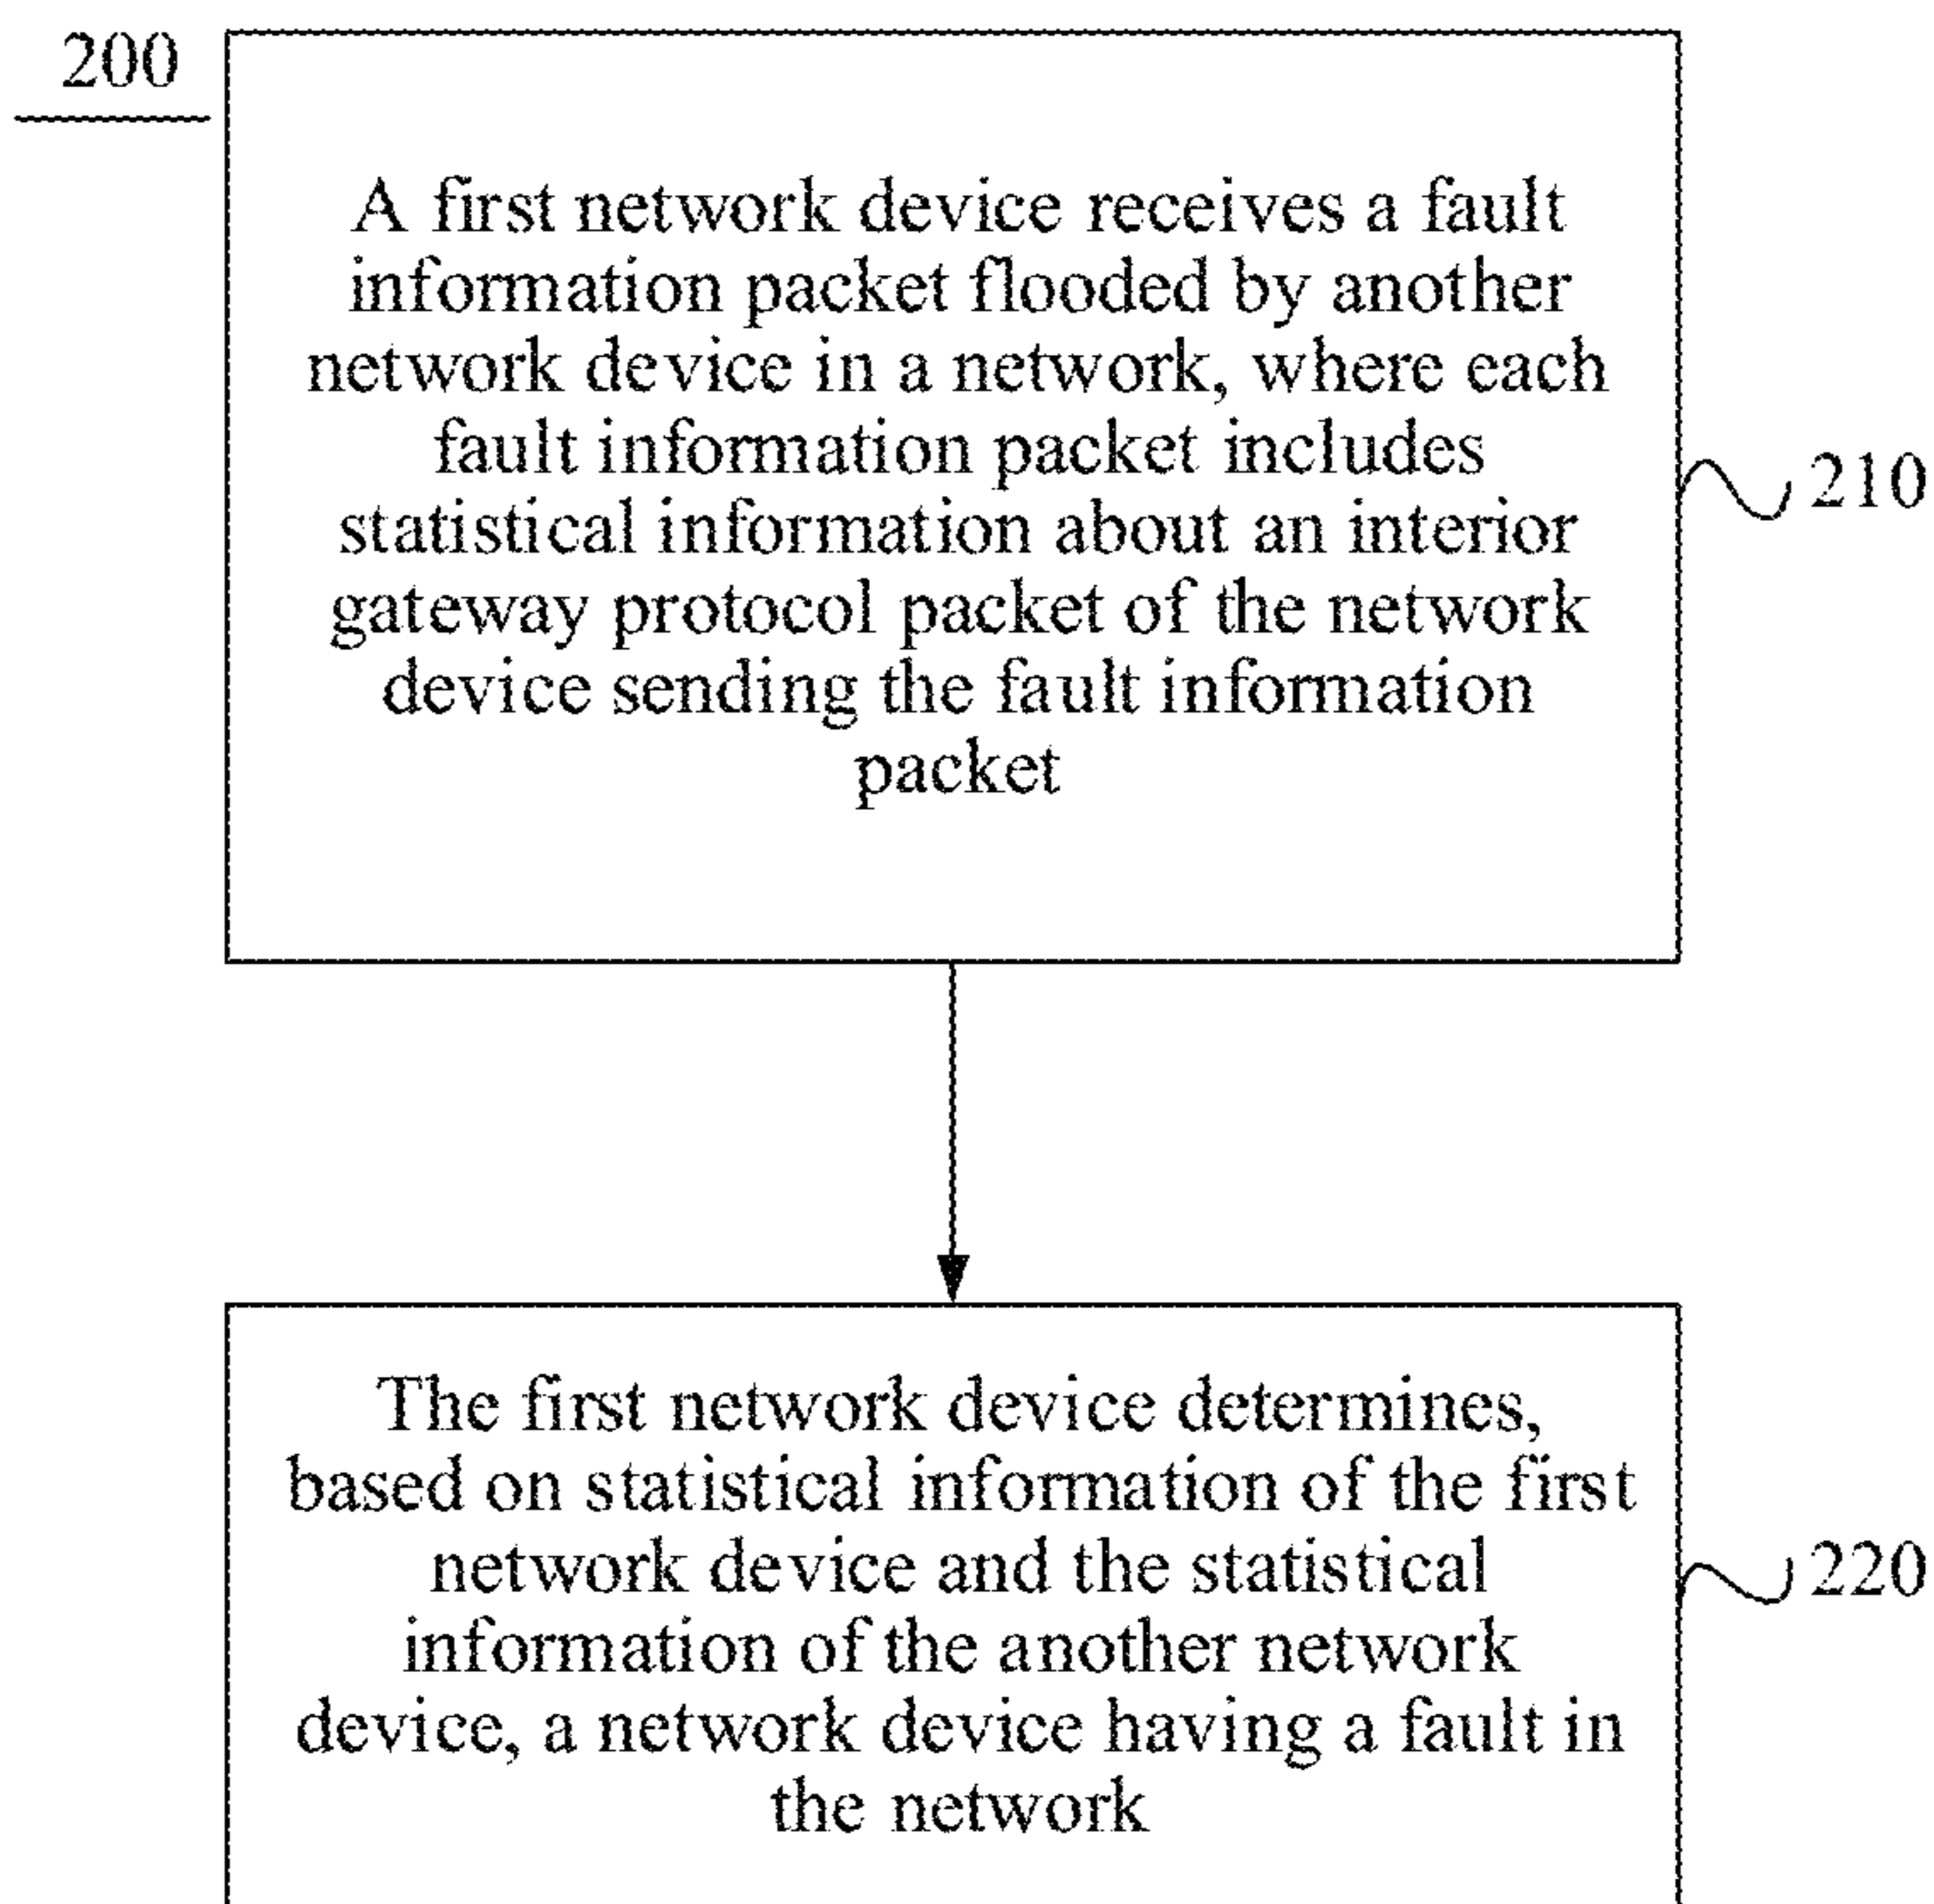 200
A first network device receives a fault
information packet flooded by another
network device in a network, where each
fault information packet includes
statistical information about an interior
gateway protocol packet of the network
device sending the fault information
packet
210
The first network device determines,
based on statistical information of the first
network device and the statistical
information of the another network
device, a network device having a fault in
the network
220